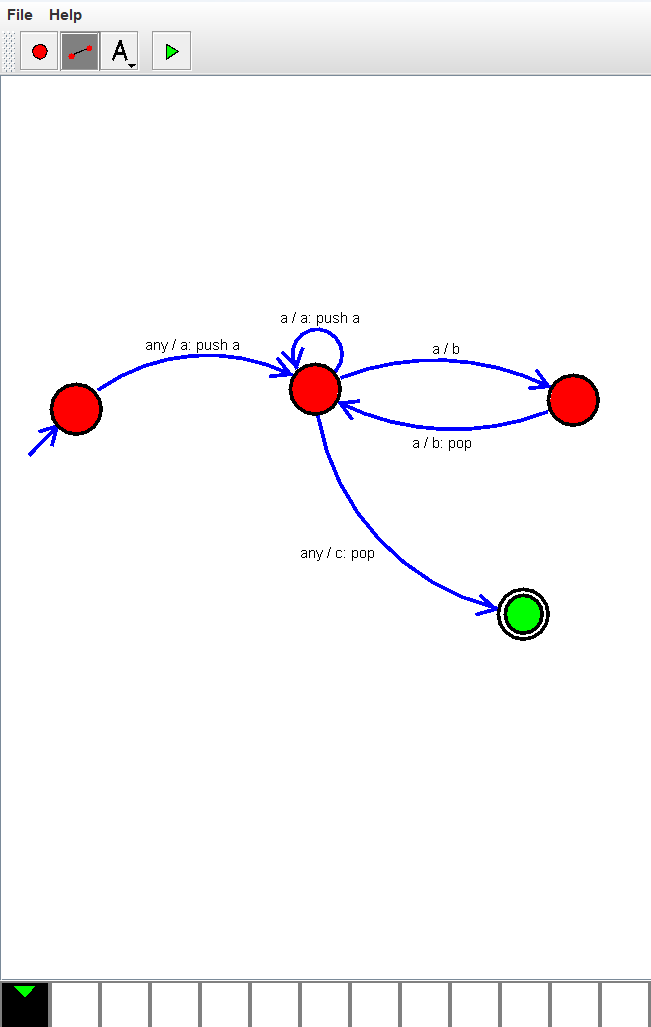 File Help
A
a / a: push a
any / a: push a
a / b
a / b: pop
any / c: pop